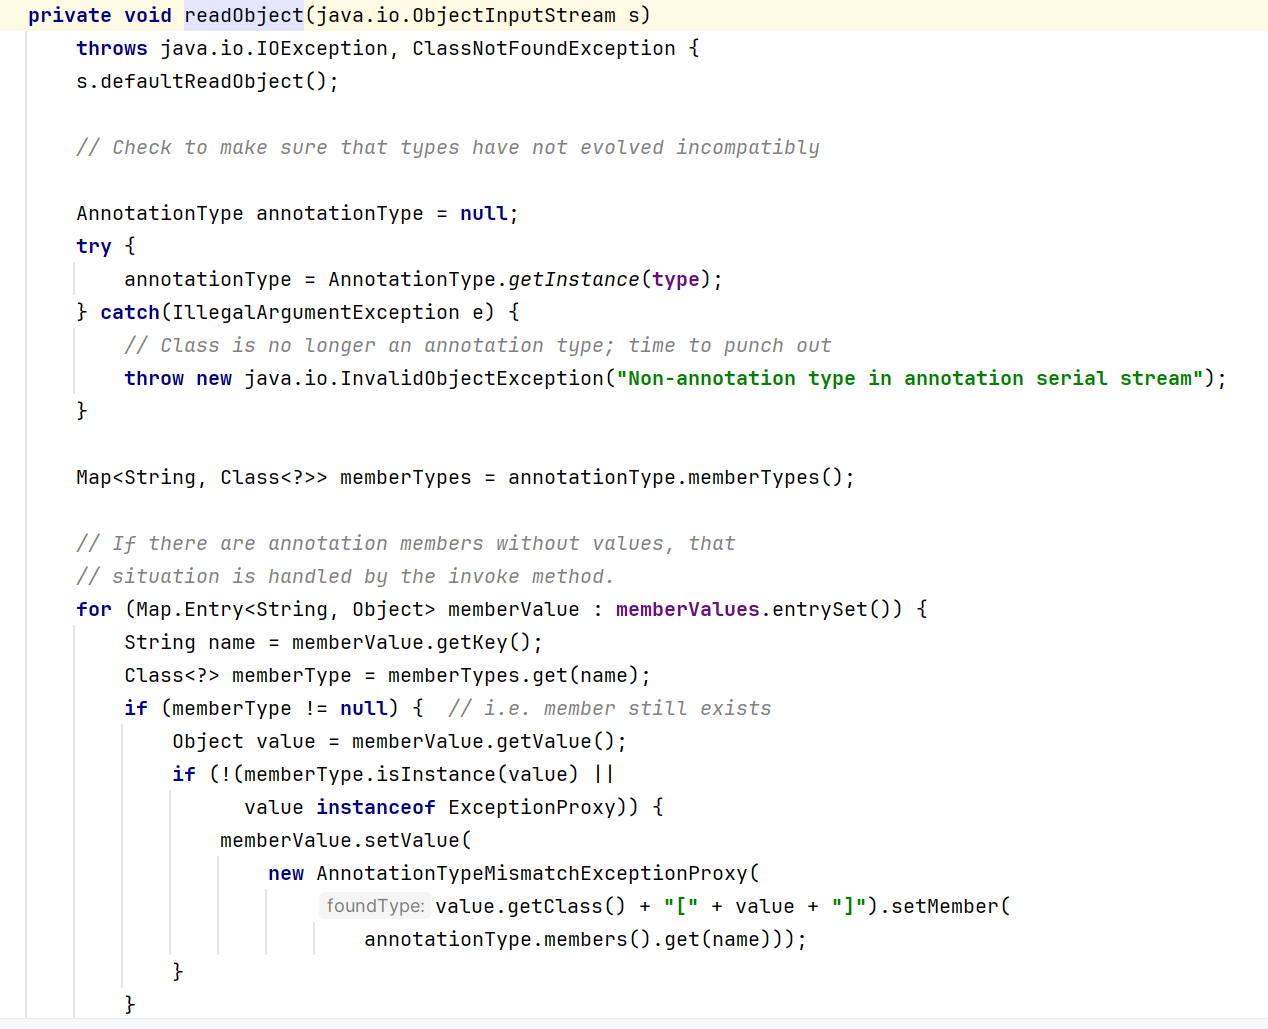 private void readObject(java.io.ObjectInputStream s)
    throws java.io.IOException, ClassNotFoundException {
    s.defaultReadObject();

    // Check to make sure that types have not evolved incompatibly

    AnnotationType annotationType = null;
    try {
        annotationType = AnnotationType.getInstance(type);
    } catch(IllegalArgumentException e) {
        // Class is no longer an annotation type; time to punch out
        throw new java.io.InvalidObjectException("Non-annotation type in annotation serial stream");
    }

    Map<String, Class<?>> memberTypes = annotationType.memberTypes();

    // If there are annotation members without values, that
    // situation is handled by the invoke method.
    for (Map.Entry<String, Object> memberValue : memberValues.entrySet()) {
        String name = memberValue.getKey();
        Class<?> memberType = memberTypes.get(name);
        if (memberType != null) {  // i.e. member still exists
            Object value = memberValue.getValue();
            if (!(memberType.isInstance(value) ||
                  value instanceof ExceptionProxy)) {
                memberValue.setValue(
                    new AnnotationTypeMismatchExceptionProxy(
                        foundType: value.getClass() + "[" + value + "]").setMember(
                            annotationType.members().get(name)));
            }
        }